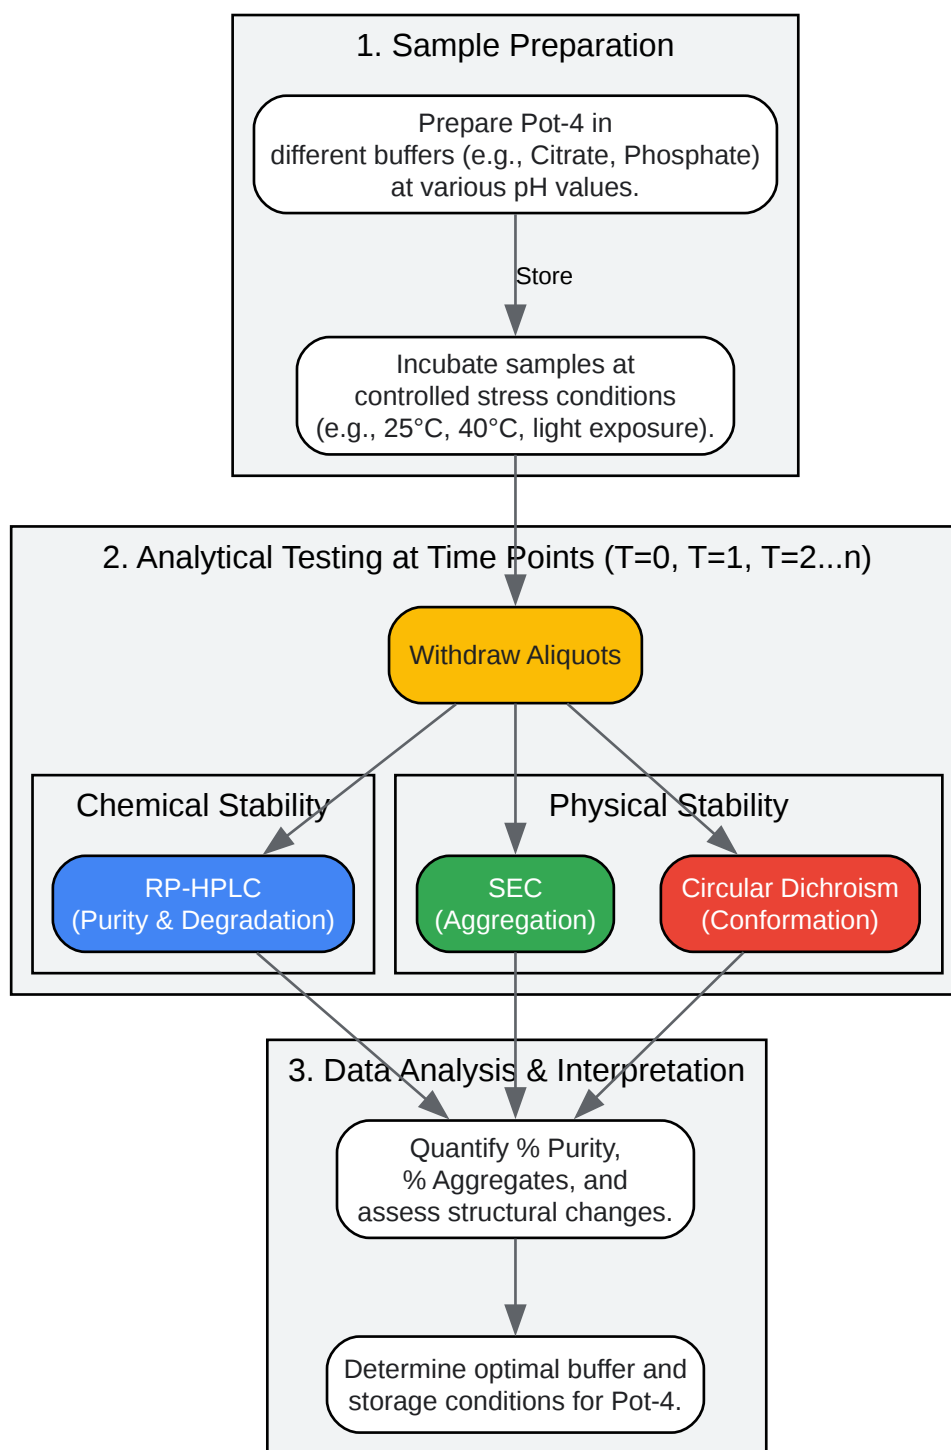 1. Sample Preparation
Prepare Pot-4 in
different buffers (e.g., Citrate, Phosphate)
at various pH values.
Store
Incubate samples at
controlled stress conditions
(e.g., 25°C, 40°C, light exposure).
2. Analytical Testing at Time Points (T=0, T=1, T=2...n)
Withdraw Aliquots
Chemical Stability
RP-HPLC
(Purity & Degradation)
Physical Stability
SEC
(Aggregation)
Circular Dichroism
(Conformation)
3. Data Analysis & Interpretation
Quantify % Purity,
% Aggregates, and
assess structural changes.
Determine optimal buffer and
storage conditions for Pot-4.